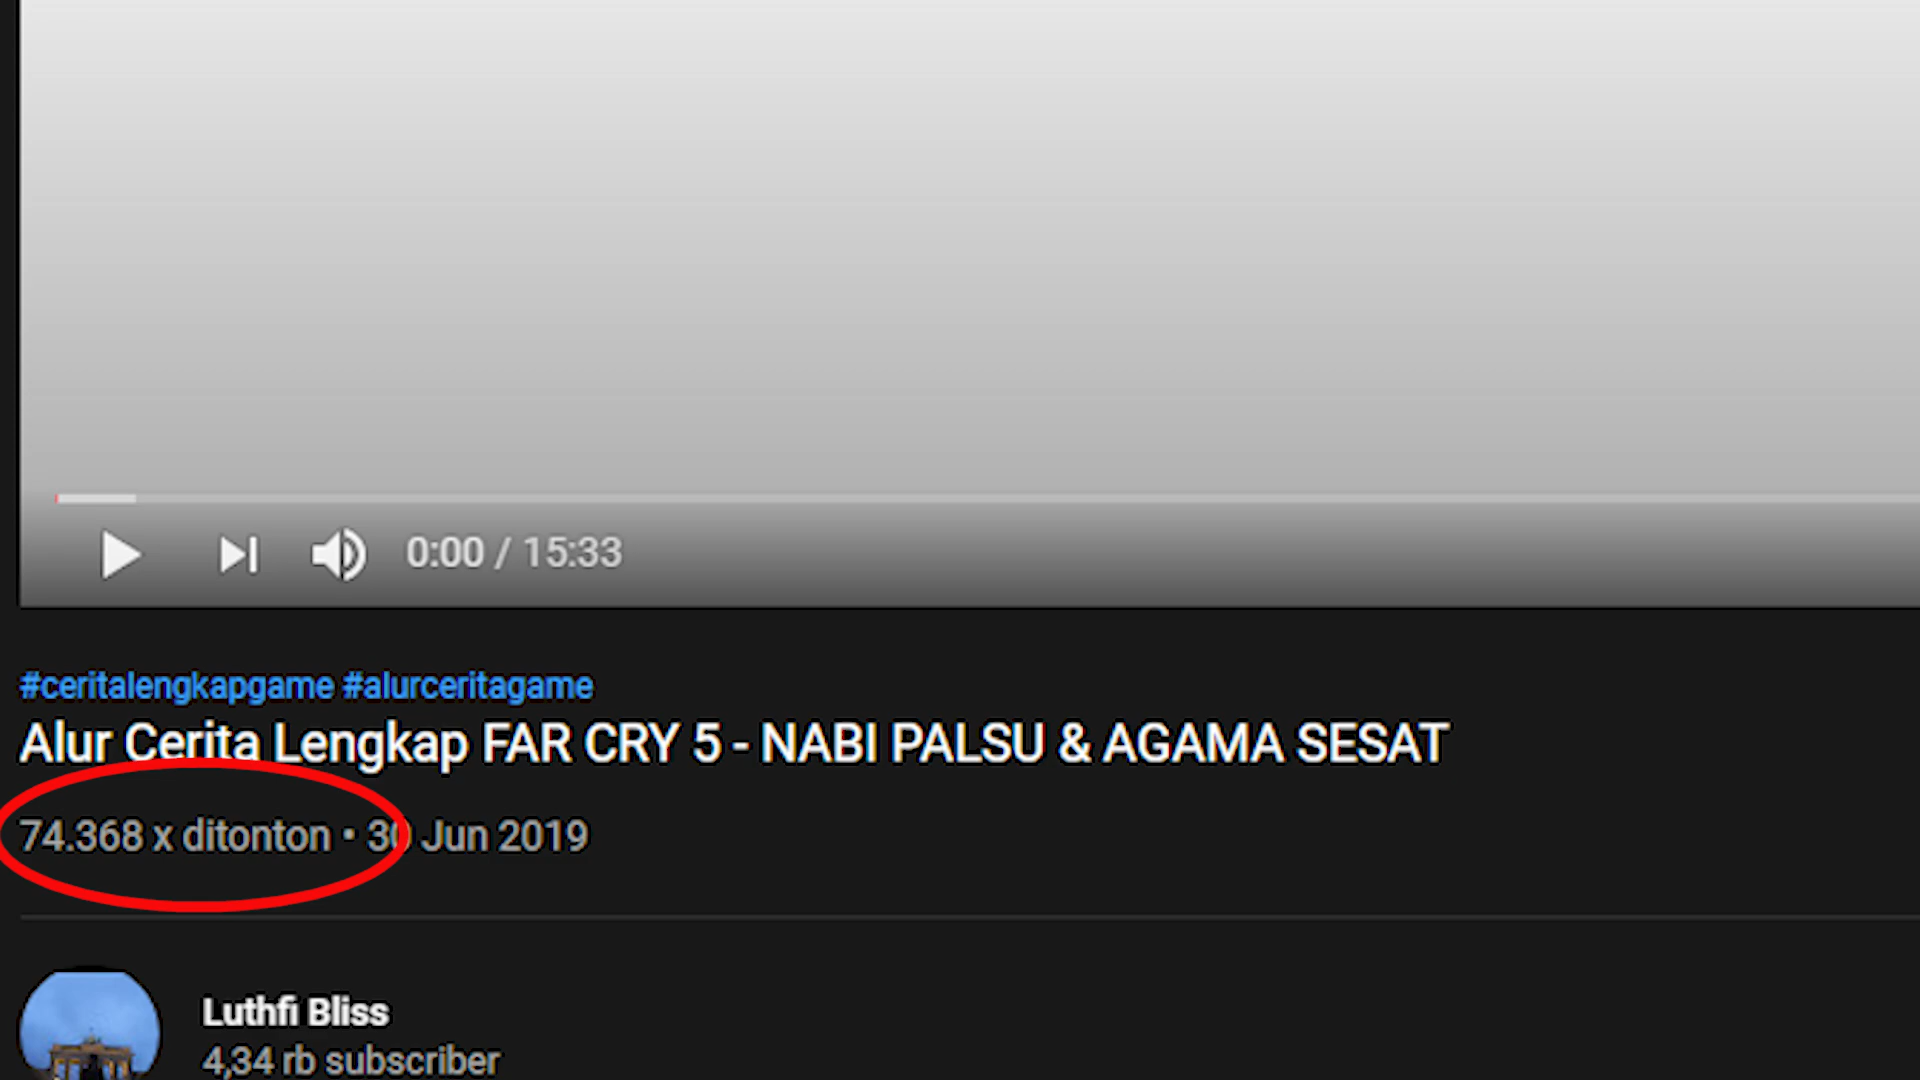 0:00 / 15:33
#ceritalengkapgame #alurceritagame
Alur Cerita Lengkap FAR CRY 5 - NABI PALSU & AGAMA SESAT
74.368 x ditonton • 30 Jun 2019
Luthfi Bliss
4,34 rb subscriber